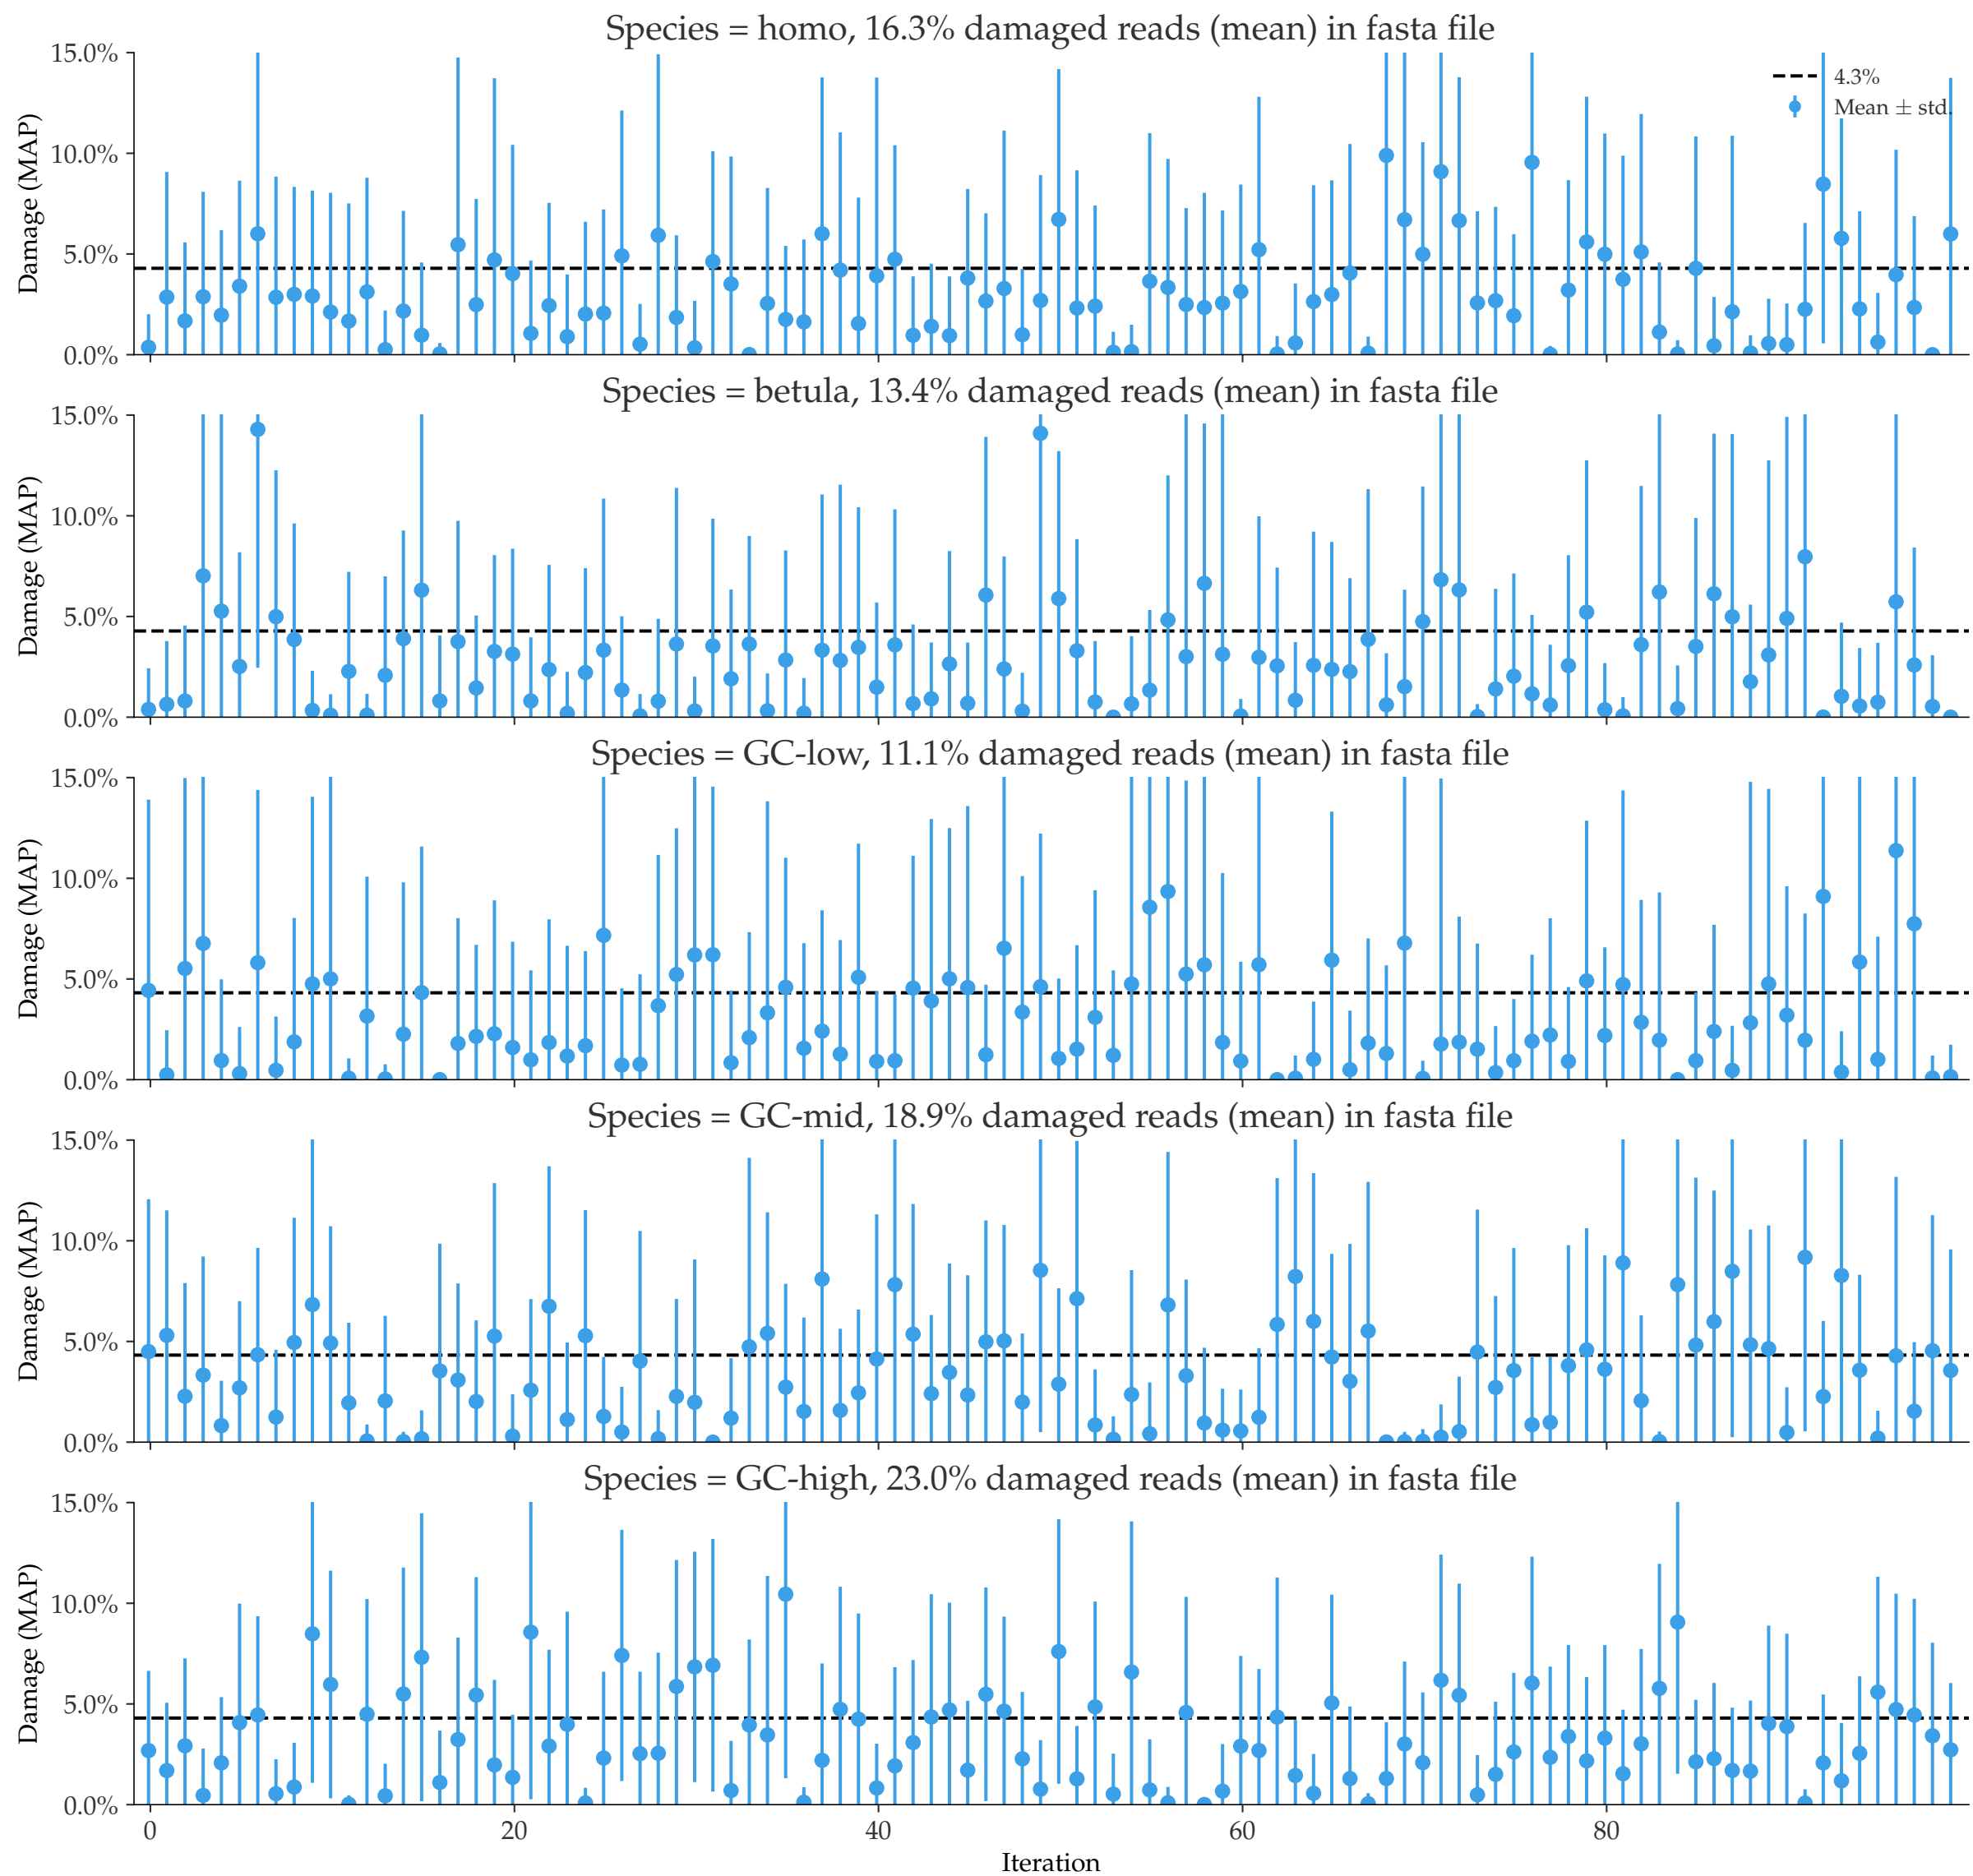 Species = homo, 16.3% damaged reads (mean) in fasta file
15.0%
10.0%
5.0%
0.0%
Damage (MAP)
4.3%
Mean ± std.
Species = betula, 13.4% damaged reads (mean) in fasta file
15.0%
10.0%
5.0%
0.0%
Damage (MAP)
Species = GC-low, 11.1% damaged reads (mean) in fasta file
15.0%
10.0%
5.0%
0.0%
Damage (MAP)
Species = GC-mid, 18.9% damaged reads (mean) in fasta file
15.0%
10.0%
5.0%
0.0%
Damage (MAP)
Species = GC-high, 23.0% damaged reads (mean) in fasta file
15.0%
10.0%
5.0%
0.0%
Damage (MAP)
0 20 40 60 80
Iteration